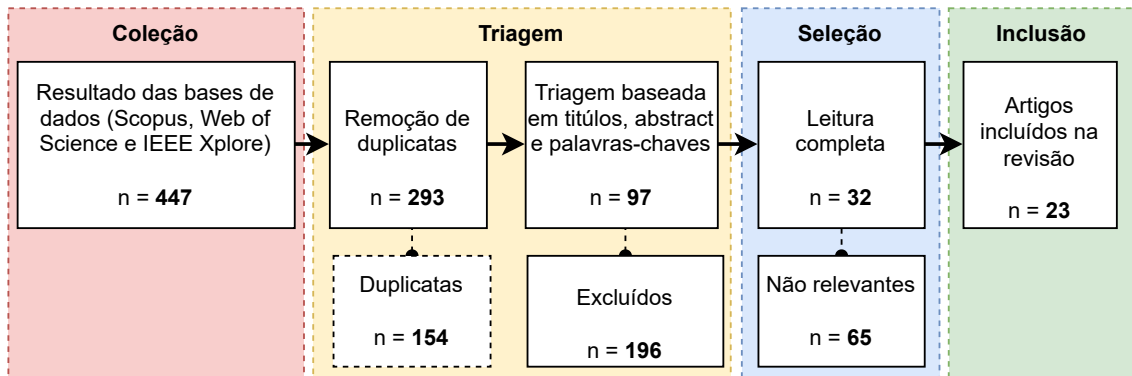 Coleção
Resultado das bases de
dados (Scopus, Web of
Science e IEEE Xplore)
n = 447
Triagem
Remoção de
duplicatas
n = 293
Duplicatas
n = 154
Triagem baseada
em titúlos, abstract
e palavras-chaves
n = 97
Excluídos
n = 196
Seleção
Leitura
completa
n = 32
Não relevantes
n = 65
Inclusão
Artigos
incluídos na
revisão
n = 23